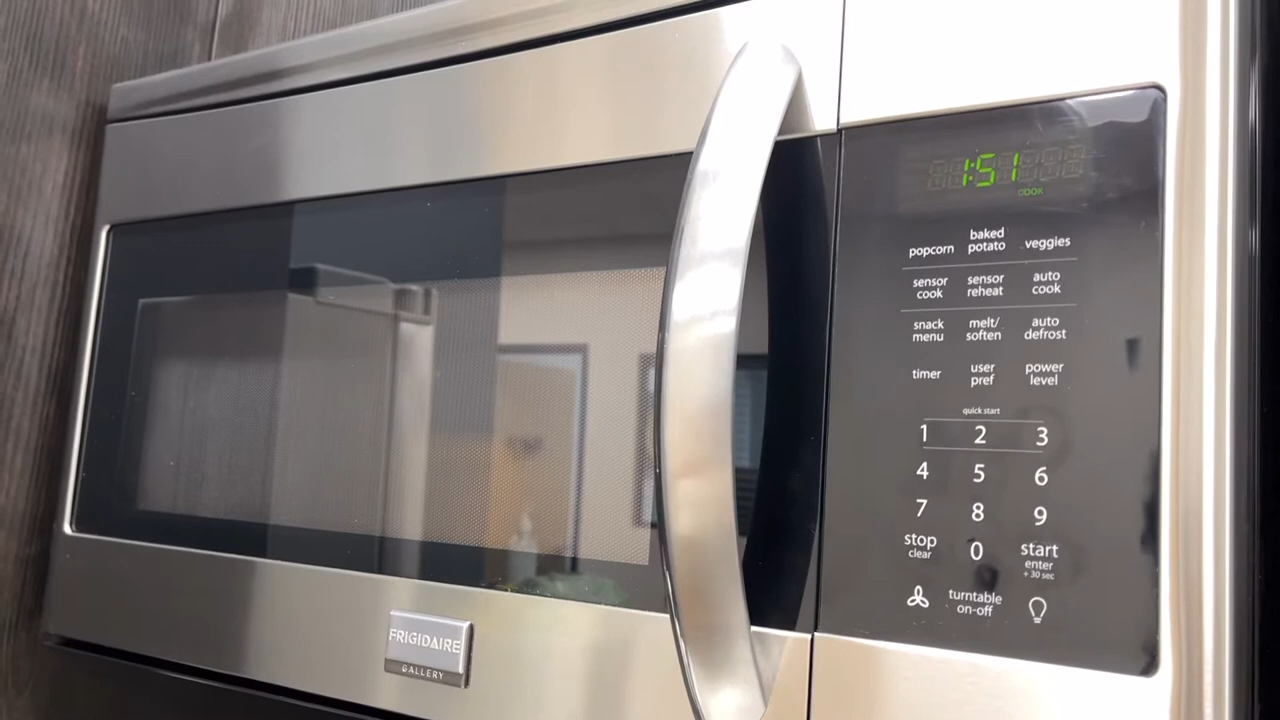 1:51
COOK
popcorn
baked
potato
veggies
sensor
cook
sensor
reheat
auto
cook
snack
menu
melt/
soften
auto
defrost
timer
user
pref
power
level
quick start
1 2 3
4 5 6
7 8 9
stop
clear
0
start
enter
+ 30 sec
turntable
on-off
FRIGIDAIRE
GALLERY